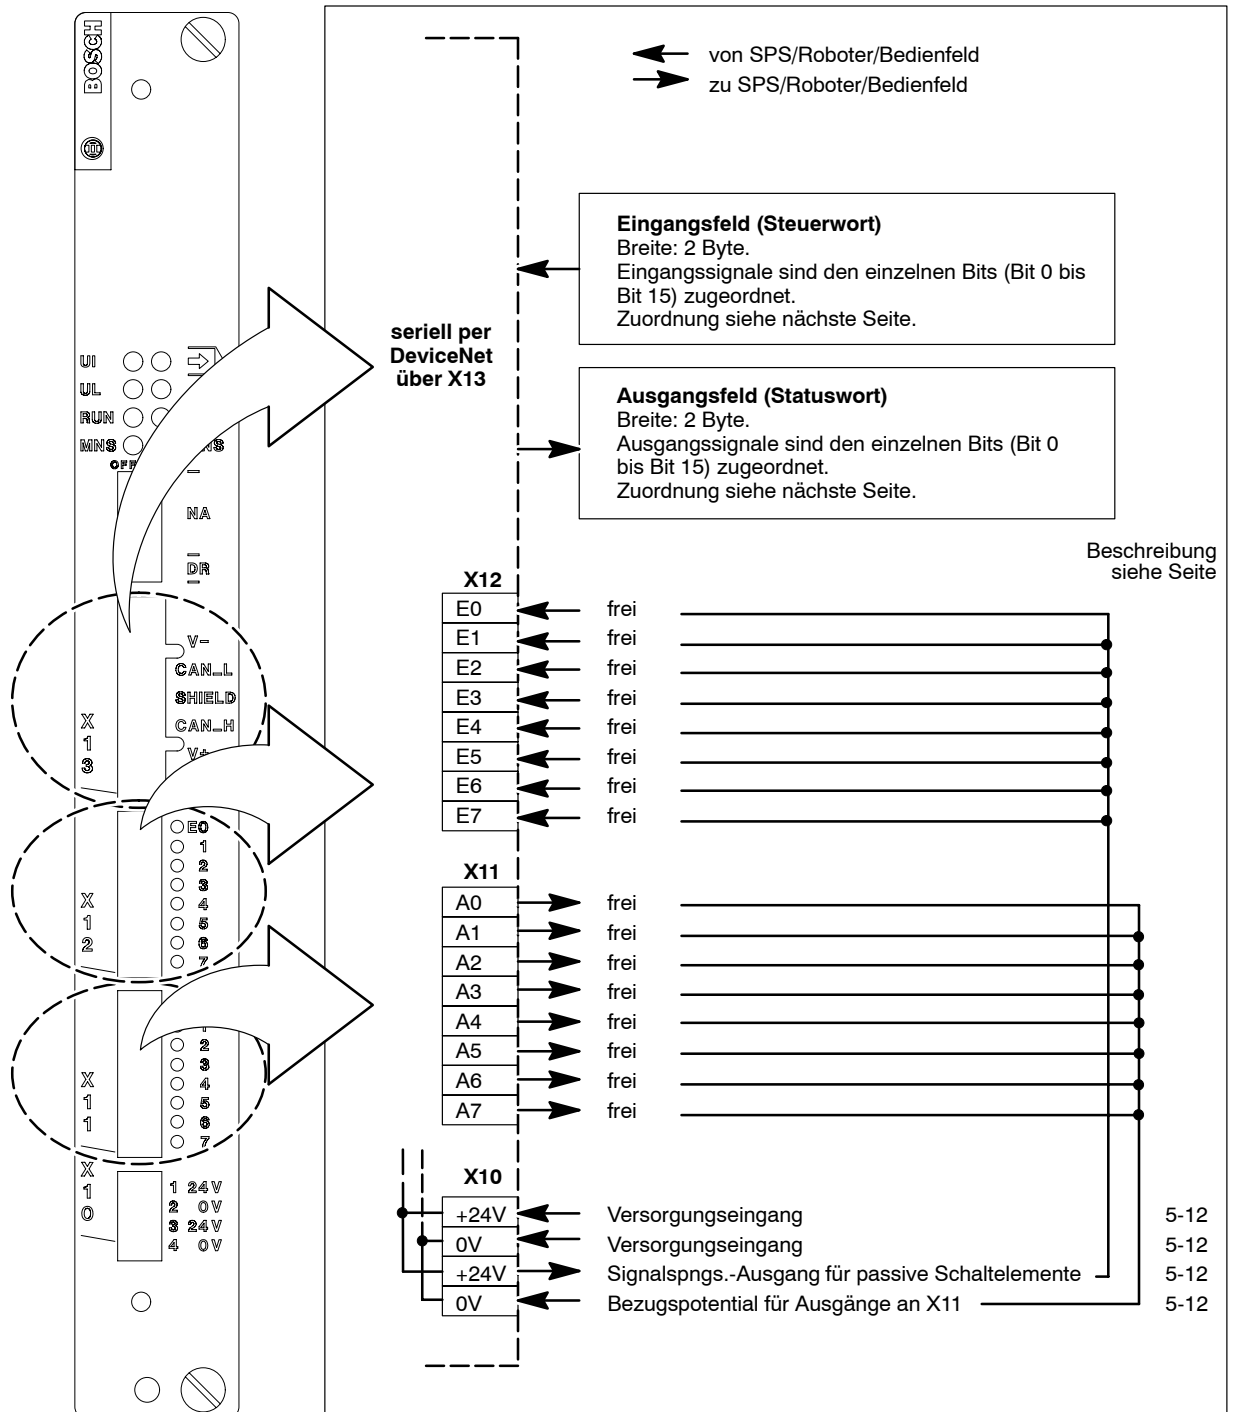 BOSCH
UI
UL
RUN
MNS
NS
OFF
NA
DR
V-
CAN_L
SHIELD
CAN_H
V+
X13
E0
1
2
3
4
5
6
7
X12
1
2
3
4
5
6
7
X11
X10
1 24V
2 0V
3 24V
4 0V
von SPS/Roboter/Bedienfeld
zu SPS/Roboter/Bedienfeld
Eingangsfeld (Steuerwort)
Breite: 2 Byte.
Eingangssignale sind den einzelnen Bits (Bit 0 bis
Bit 15) zugeordnet.
Zuordnung siehe nächste Seite.
seriell per
DeviceNet
über X13
Ausgangsfeld (Statuswort)
Breite: 2 Byte.
Ausgangssignale sind den einzelnen Bits (Bit 0
bis Bit 15) zugeordnet.
Zuordnung siehe nächste Seite.
Beschreibung
siehe Seite
X12
E0 frei
E1 frei
E2 frei
E3 frei
E4 frei
E5 frei
E6 frei
E7 frei
X11
A0 frei
A1 frei
A2 frei
A3 frei
A4 frei
A5 frei
A6 frei
A7 frei
X10
+24V Versorgungseingang 5-12
0V Versorgungseingang 5-12
+24V Signalspngs.-Ausgang für passive Schaltelemente 5-12
0V Bezugspotential für Ausgänge an X11 5-12